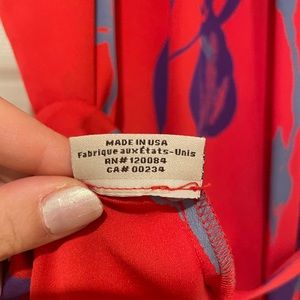 MADE IN USA
Fabriqué aux États-Unis
RN# 120084
CA# 00234